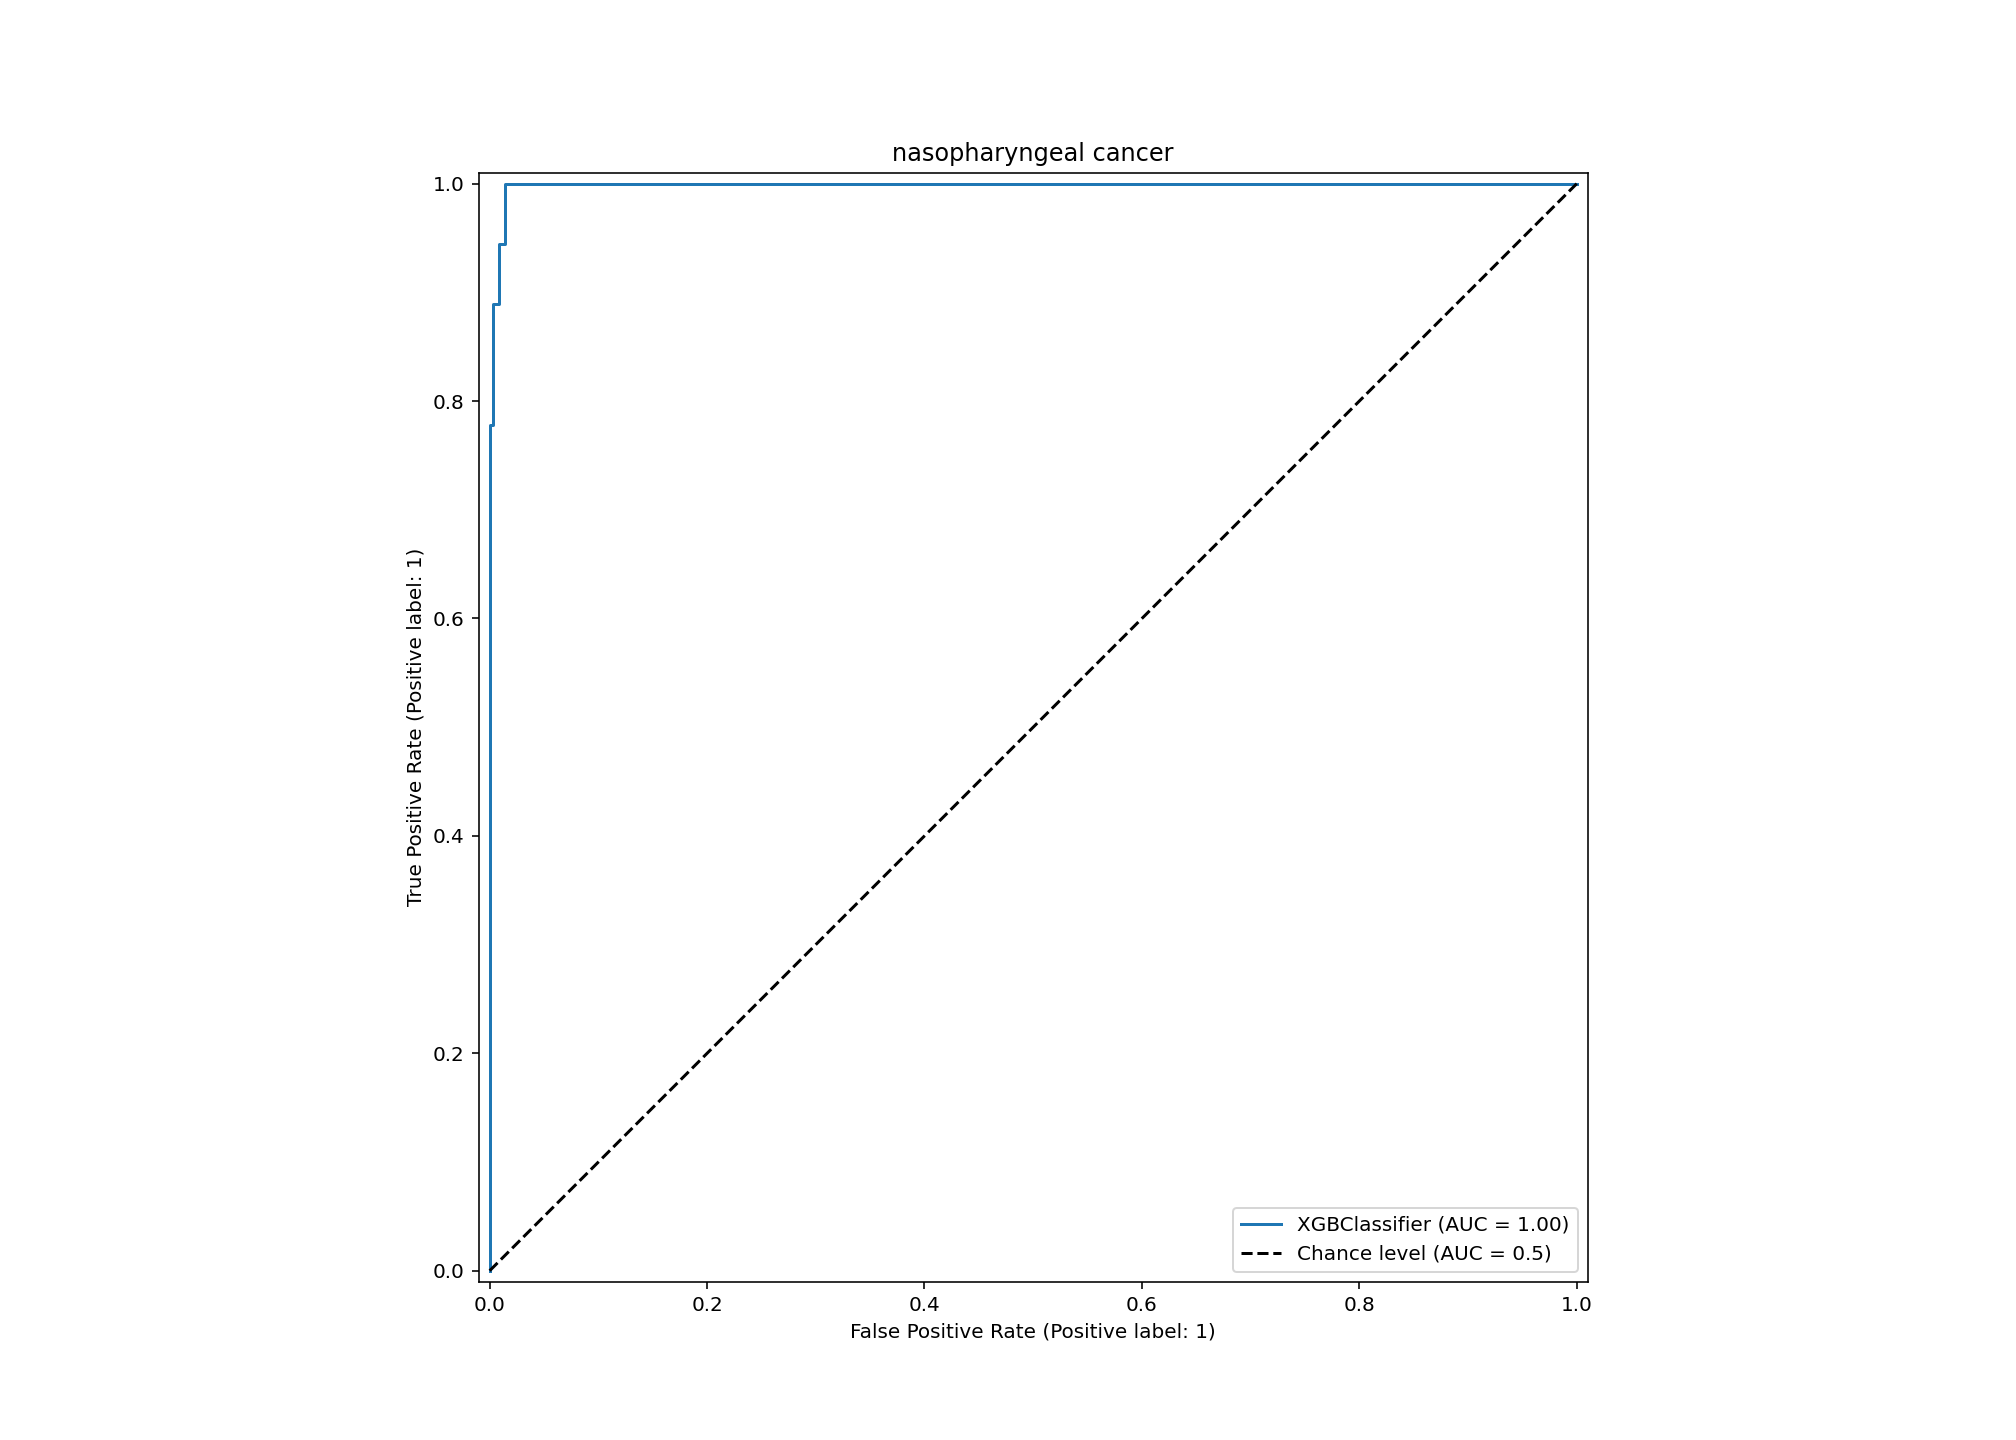 nasopharyngeal cancer
1.0
0.8
0.6
0.4
0.2
0.0
True Positive Rate (Positive label: 1)
0.0 0.2 0.4 0.6 0.8 1.0
False Positive Rate (Positive label: 1)
XGBClassifier (AUC = 1.00)
Chance level (AUC = 0.5)